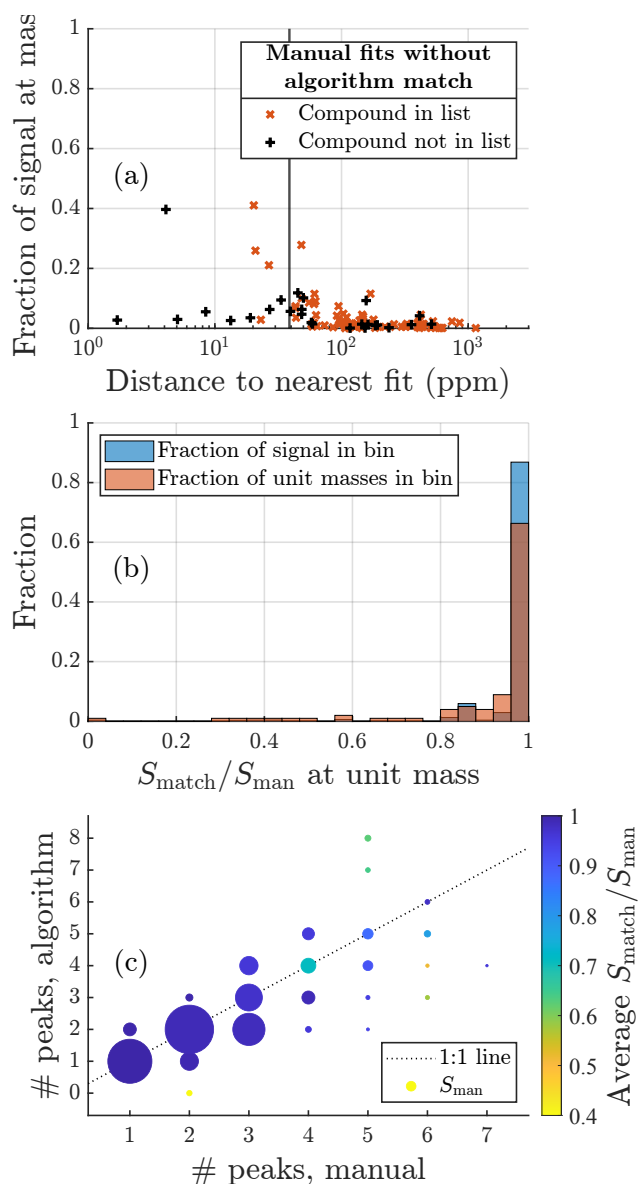 Fraction of signal at mas
1
0.8
0.6
0.4
0.2
0
Manual fits without
algorithm match
Compound in list
Compound not in list
(a)
10^0
10^1
10^2
10^3
Distance to nearest fit (ppm)
Fraction
1
0.8
0.6
0.4
0.2
0
Fraction of signal in bin
Fraction of unit masses in bin
(b)
0
0.2
0.4
0.6
0.8
1
S_match/S_man at unit mass
# peaks, algorithm
8
7
6
5
4
3
2
1
0
(c)
1:1 line
S_man
1
2
3
4
5
6
7
# peaks, manual
1
0.9
0.8
0.7
0.6
0.5
0.4
Average S_match/S_man